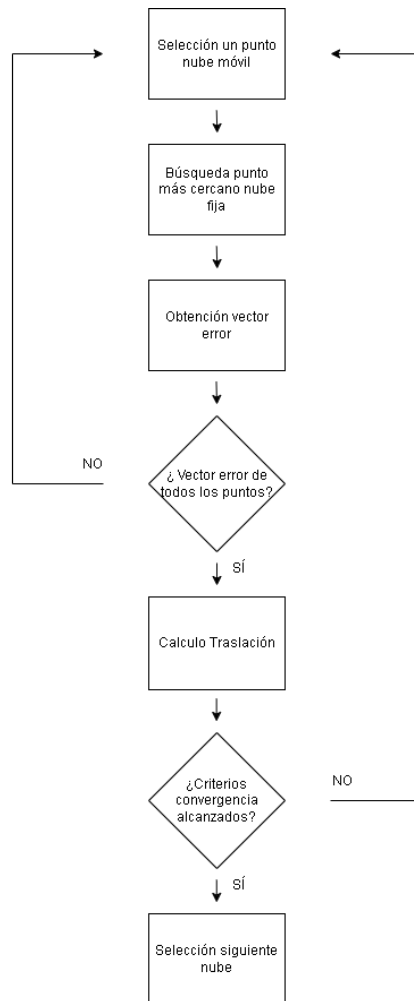 Selección un punto
nube móvil
Búsqueda punto
más cercano nube
fija
Obtención vector
error
¿ Vector error de
todos los puntos?
NO
SÍ
Calculo Traslación
¿Criterios
convergencia
alcanzados?
NO
SÍ
Selección siguiente
nube